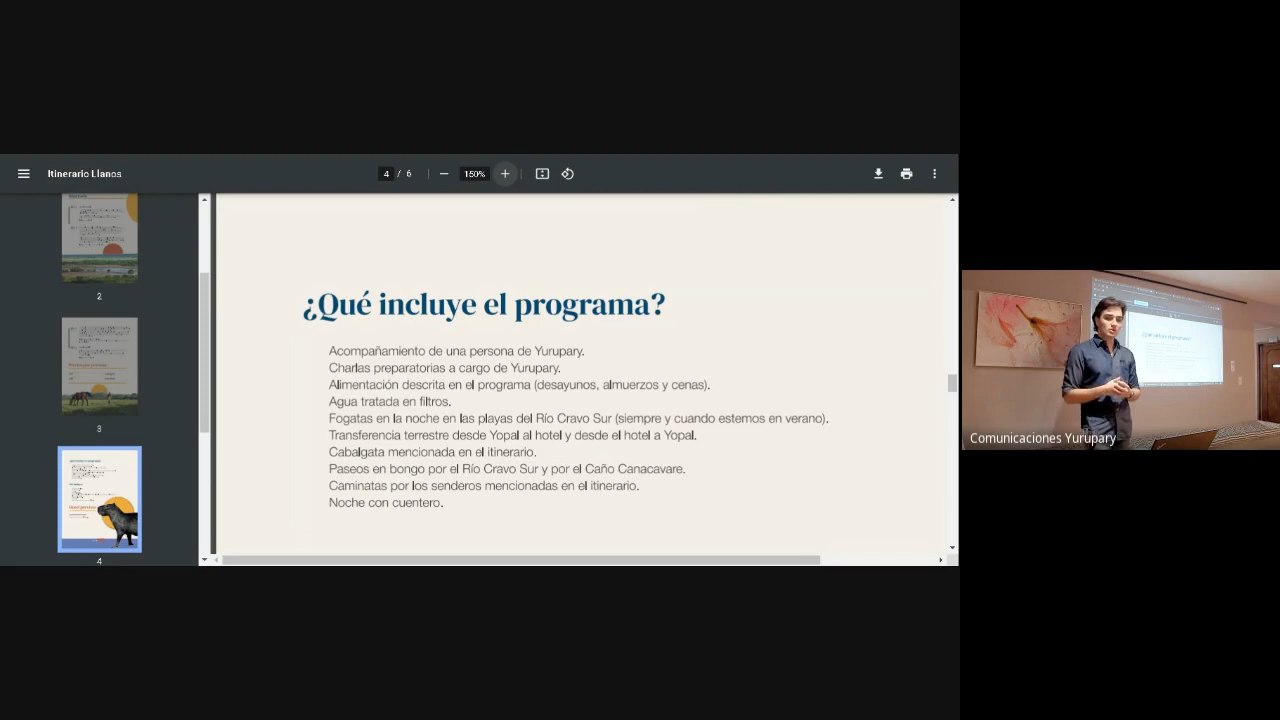 Itinerario Llanos
4 / 6
150%
2
3
4
¿Qué incluye el programa?
Acompañamiento de una persona de Yurupary.
Charlas preparatorias a cargo de Yurupary.
Alimentación descrita en el programa (desayunos, almuerzos y cenas).
Agua tratada en filtros.
Fogatas en la noche en las playas del Río Cravo Sur (siempre y cuando estemos en verano).
Transferencia terrestre desde Yopal al hotel y desde el hotel a Yopal.
Cabalgata mencionada en el itinerario.
Paseos en bongo por el Río Cravo Sur y por el Caño Canacavare.
Caminatas por los senderos mencionadas en el itinerario.
Noche con cuentero.
Comunicaciones Yurupary